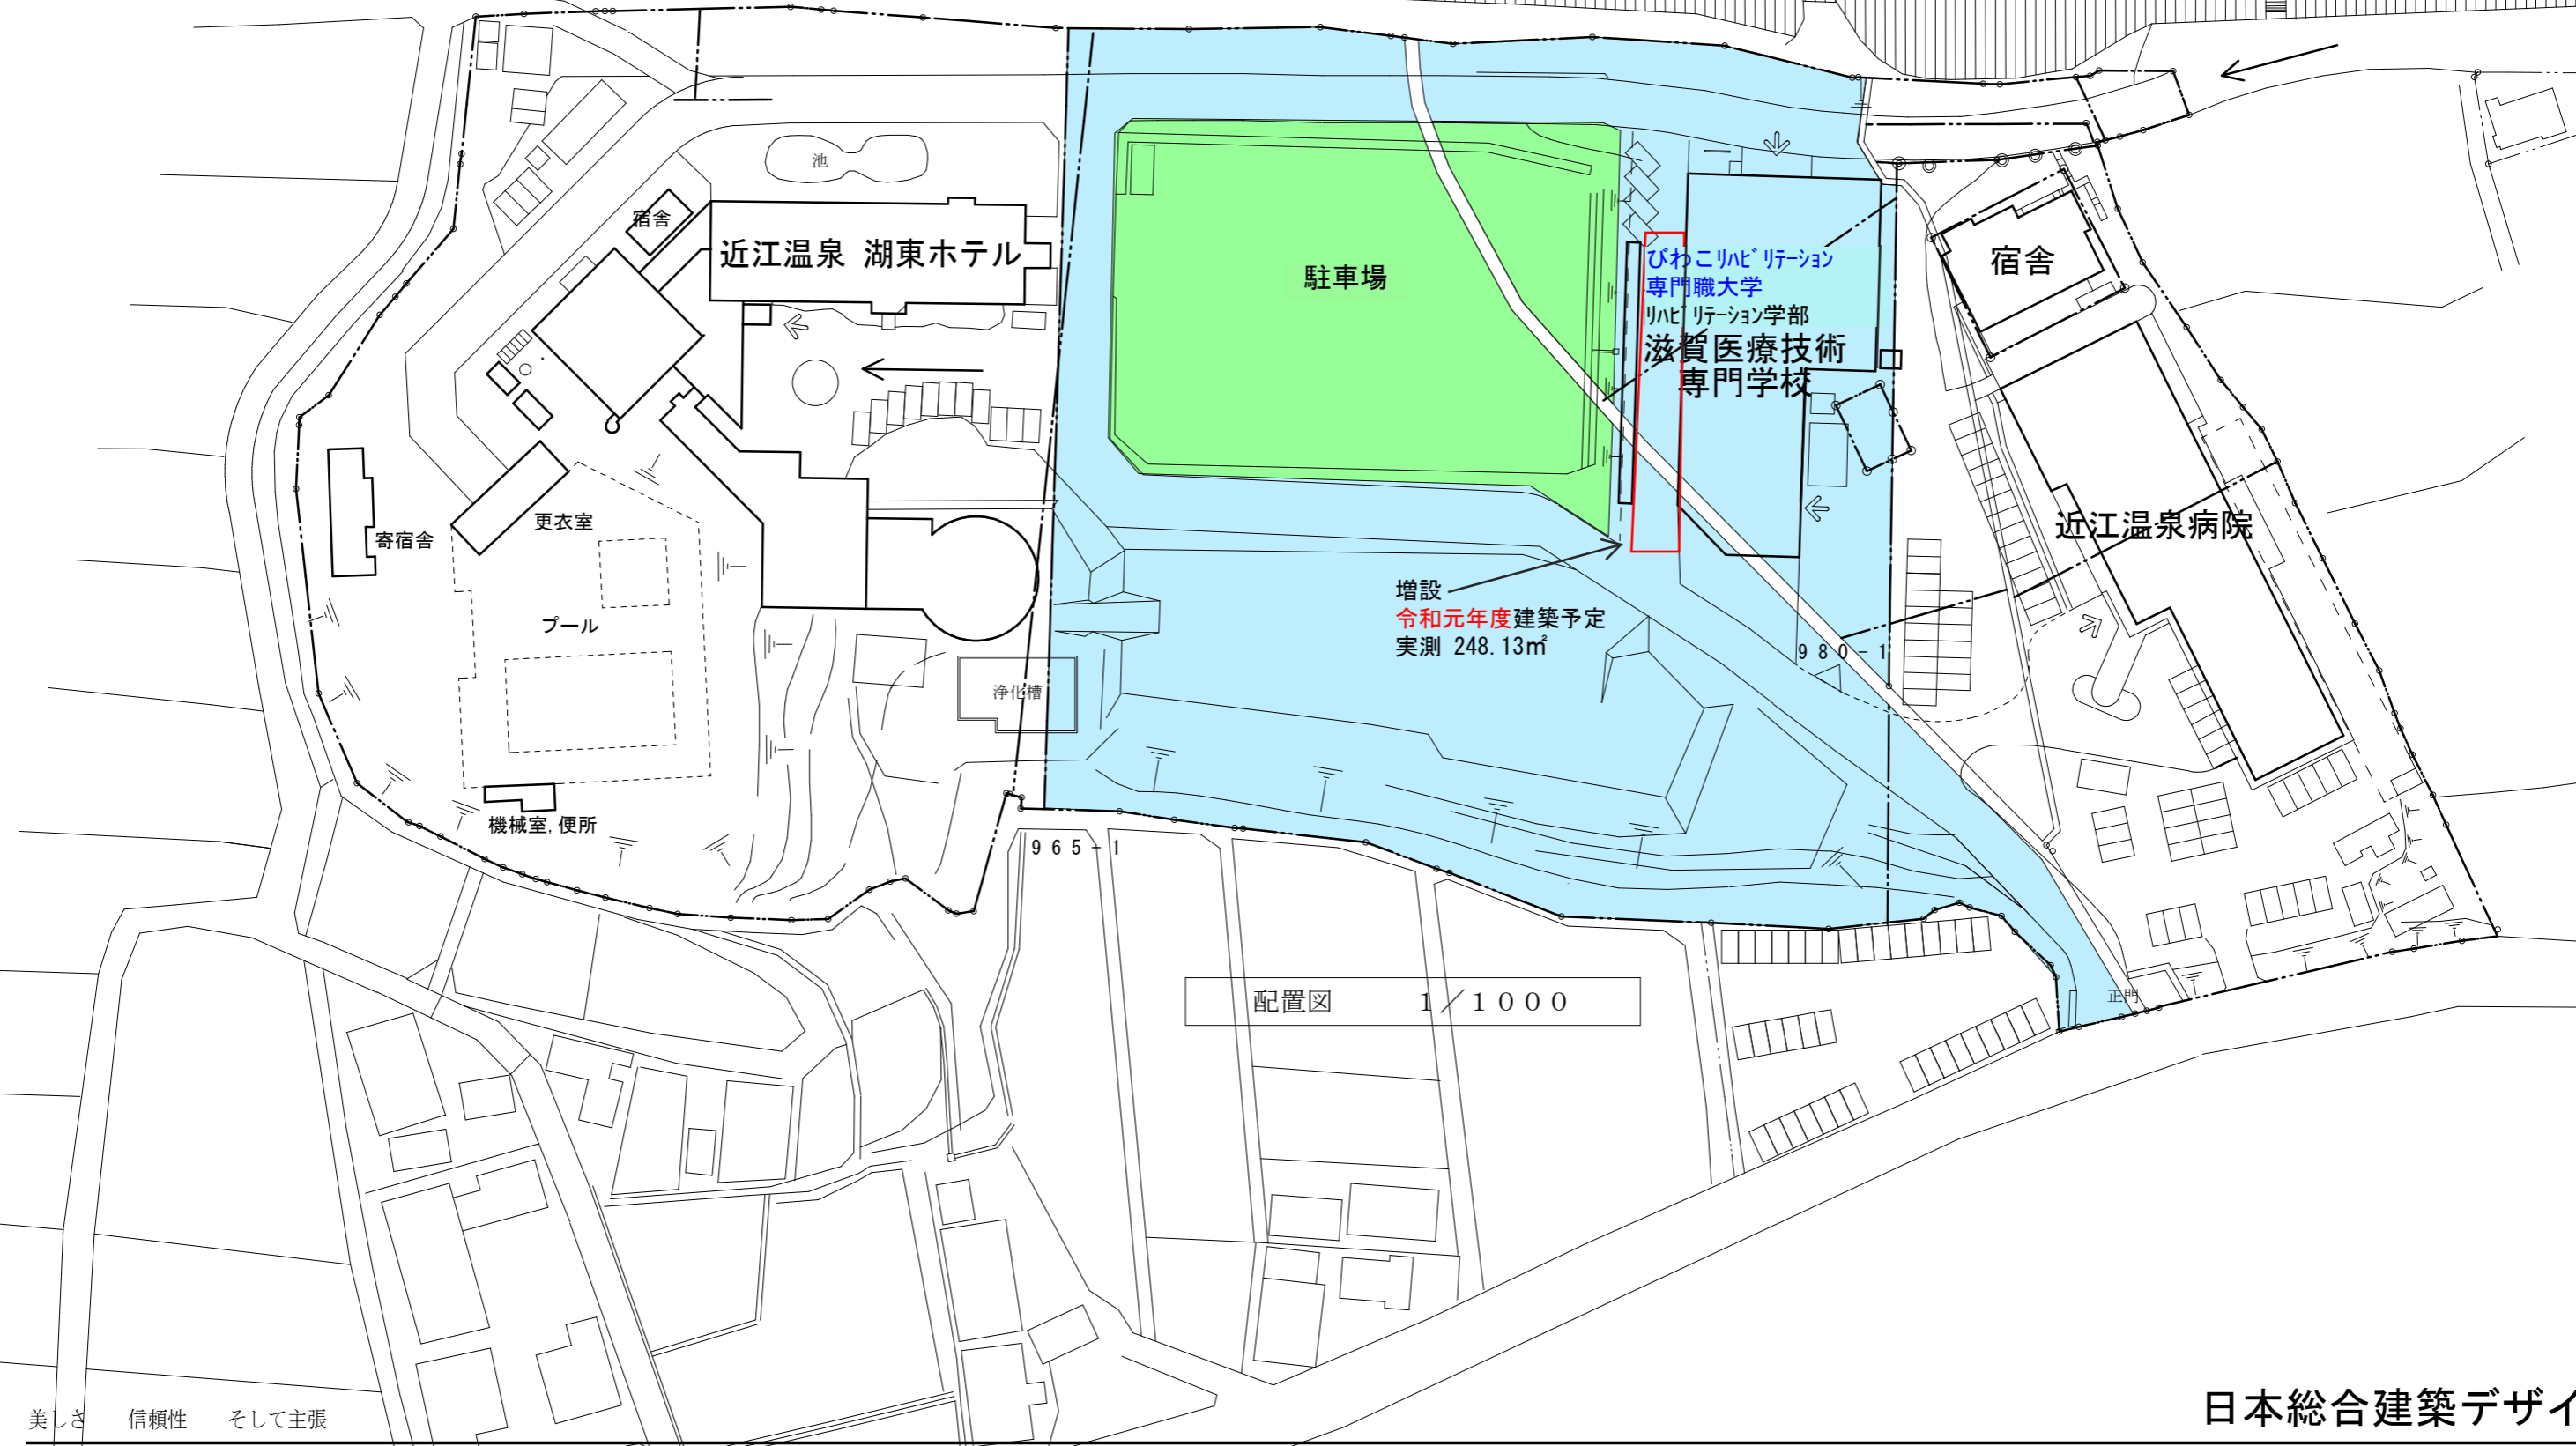 池
宿舎
近江温泉 湖東ホテル
駐車場
びわこﾘﾊﾋﾞﾘﾃｰｼｮﾝ
専門職大学
ﾘﾊﾋﾞﾘﾃｰｼｮﾝ学部
滋賀医療技術
専門学校
宿舎
近江温泉病院
更衣室
寄宿舎
プール
増設
令和元年度建築予定
実測 248.13㎡
980-1
浄化槽
機械室,便所
965-1
配置図 1／1000
正門
美しさ 信頼性 そして主張
日本総合建築デザイ